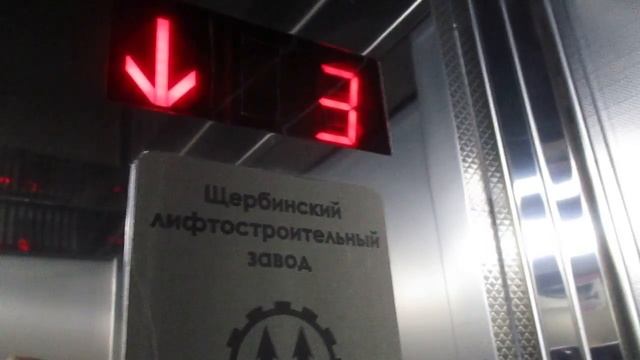 3
Щербинский
лифтостроительный
завод